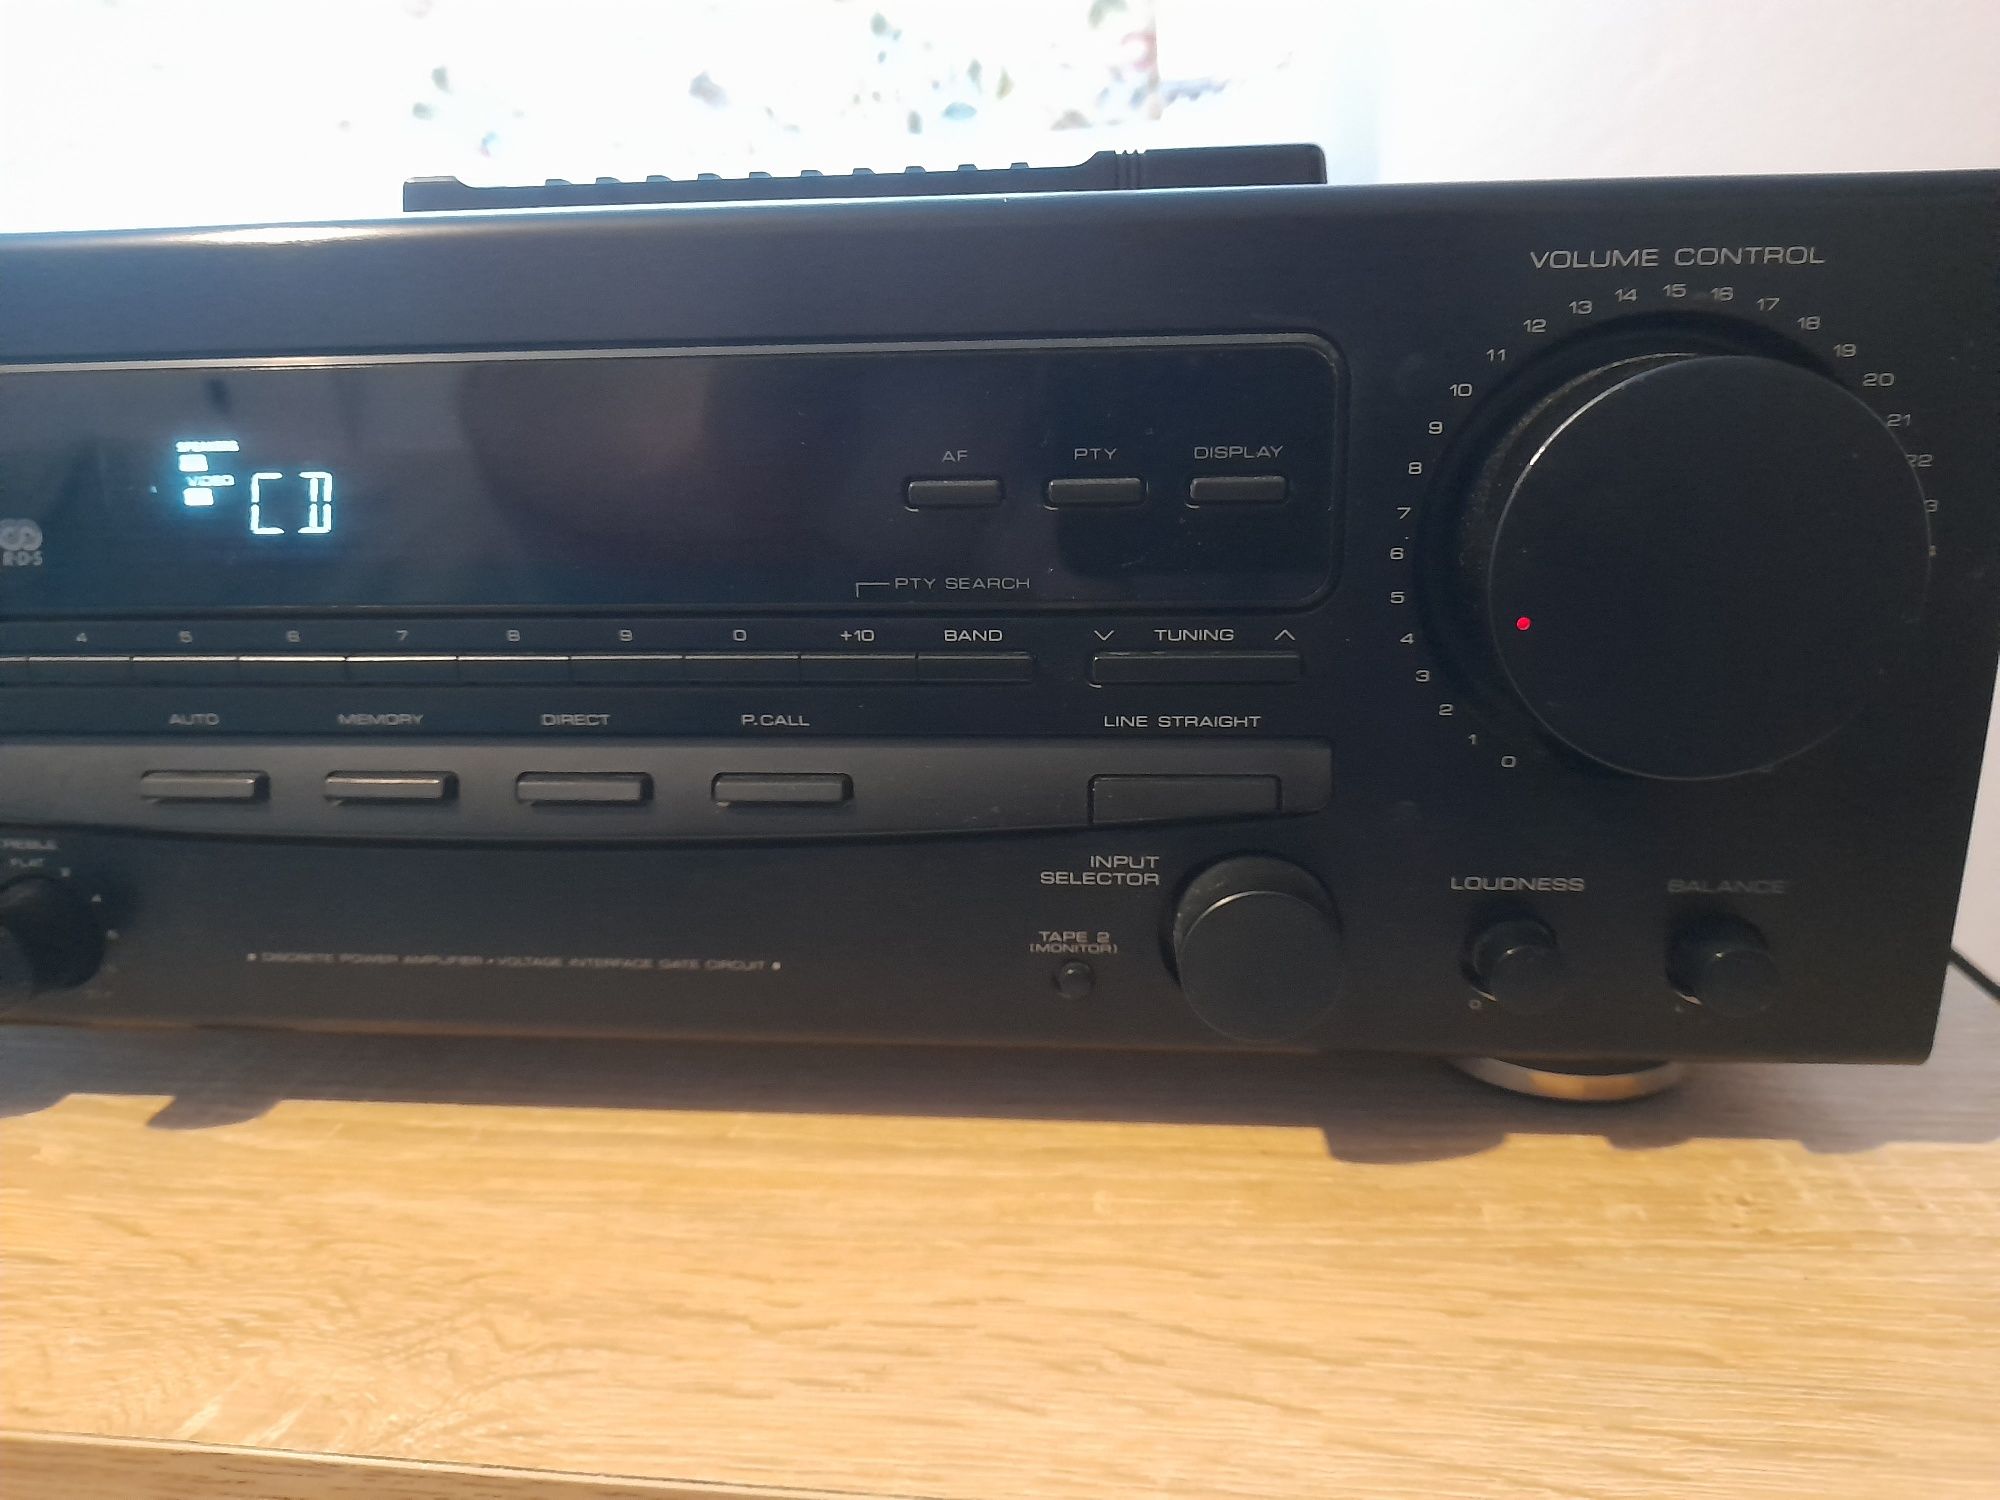 VOLUME CONTROL
0 1 2 3 4 5 6 7 8 9 10 11 12 13 14 15 16 17 18 19 20 21 22
SPEAKERS
VIDEO
CD
R·D·S
AF PTY DISPLAY
PTY SEARCH
4 5 6 7 8 9 0 +10 BAND TUNING
AUTO MEMORY DIRECT P.CALL LINE STRAIGHT
FLAT
INPUT
SELECTOR
LOUDNESS BALANCE
TAPE 2
(MONITOR)
• DISCRETE POWER AMPLIFIER • VOLTAGE INTERFACE GATE CIRCUIT •